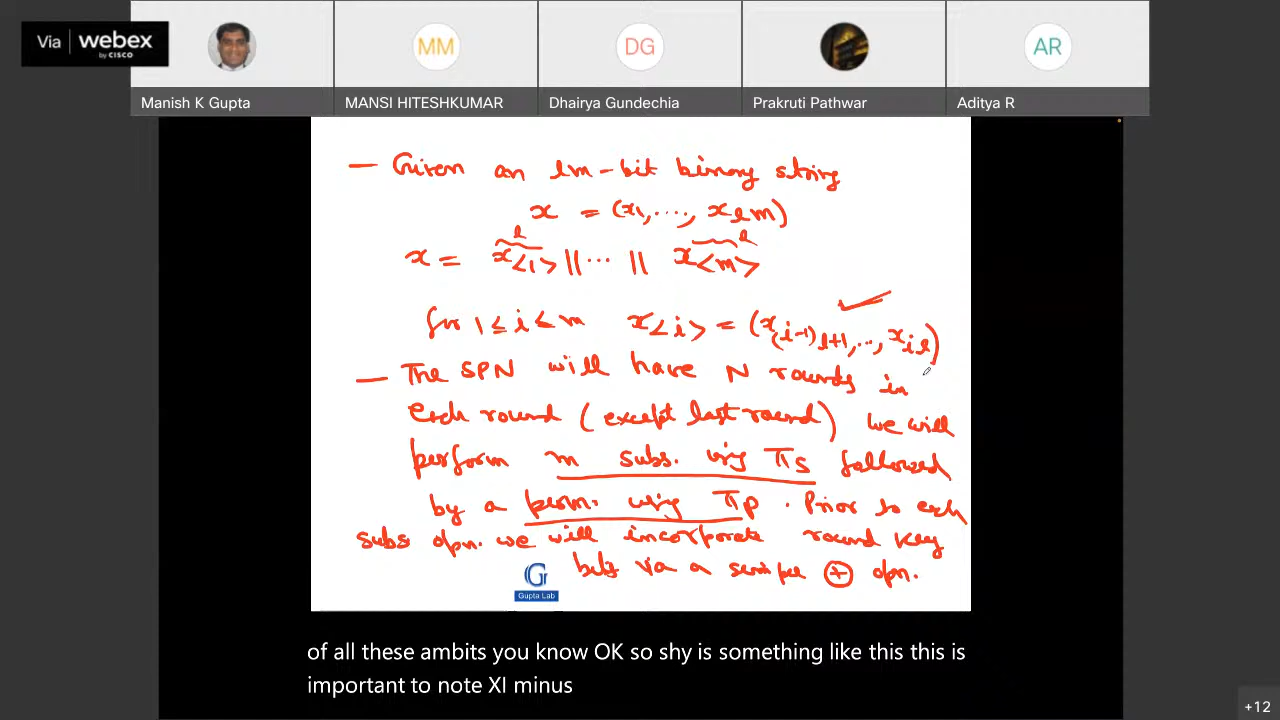 Via webex
by CISCO
MM
DG
AR
Manish K Gupta
MANSI HITESHKUMAR
Dhairya Gundechia
Prakruti Pathwar
Aditya R
— Given an lm-bit binary string
x = (x1, ..., xlm)
l l
x = x<1> || ... || x<m>
for 1 ≤ i ≤ m x<i> = (x(i-1)l+1, ..., xil)
— The SPN will have N rounds in
each round (except last round) we will
perform m subs. using πs followed
by a perm. using πp. Prior to each
subs opn. we will incorporate round key
bits via a simple ⊕ opn.
G
Gupta Lab
of all these ambits you know OK so shy is something like this this is
important to note XI minus
+12